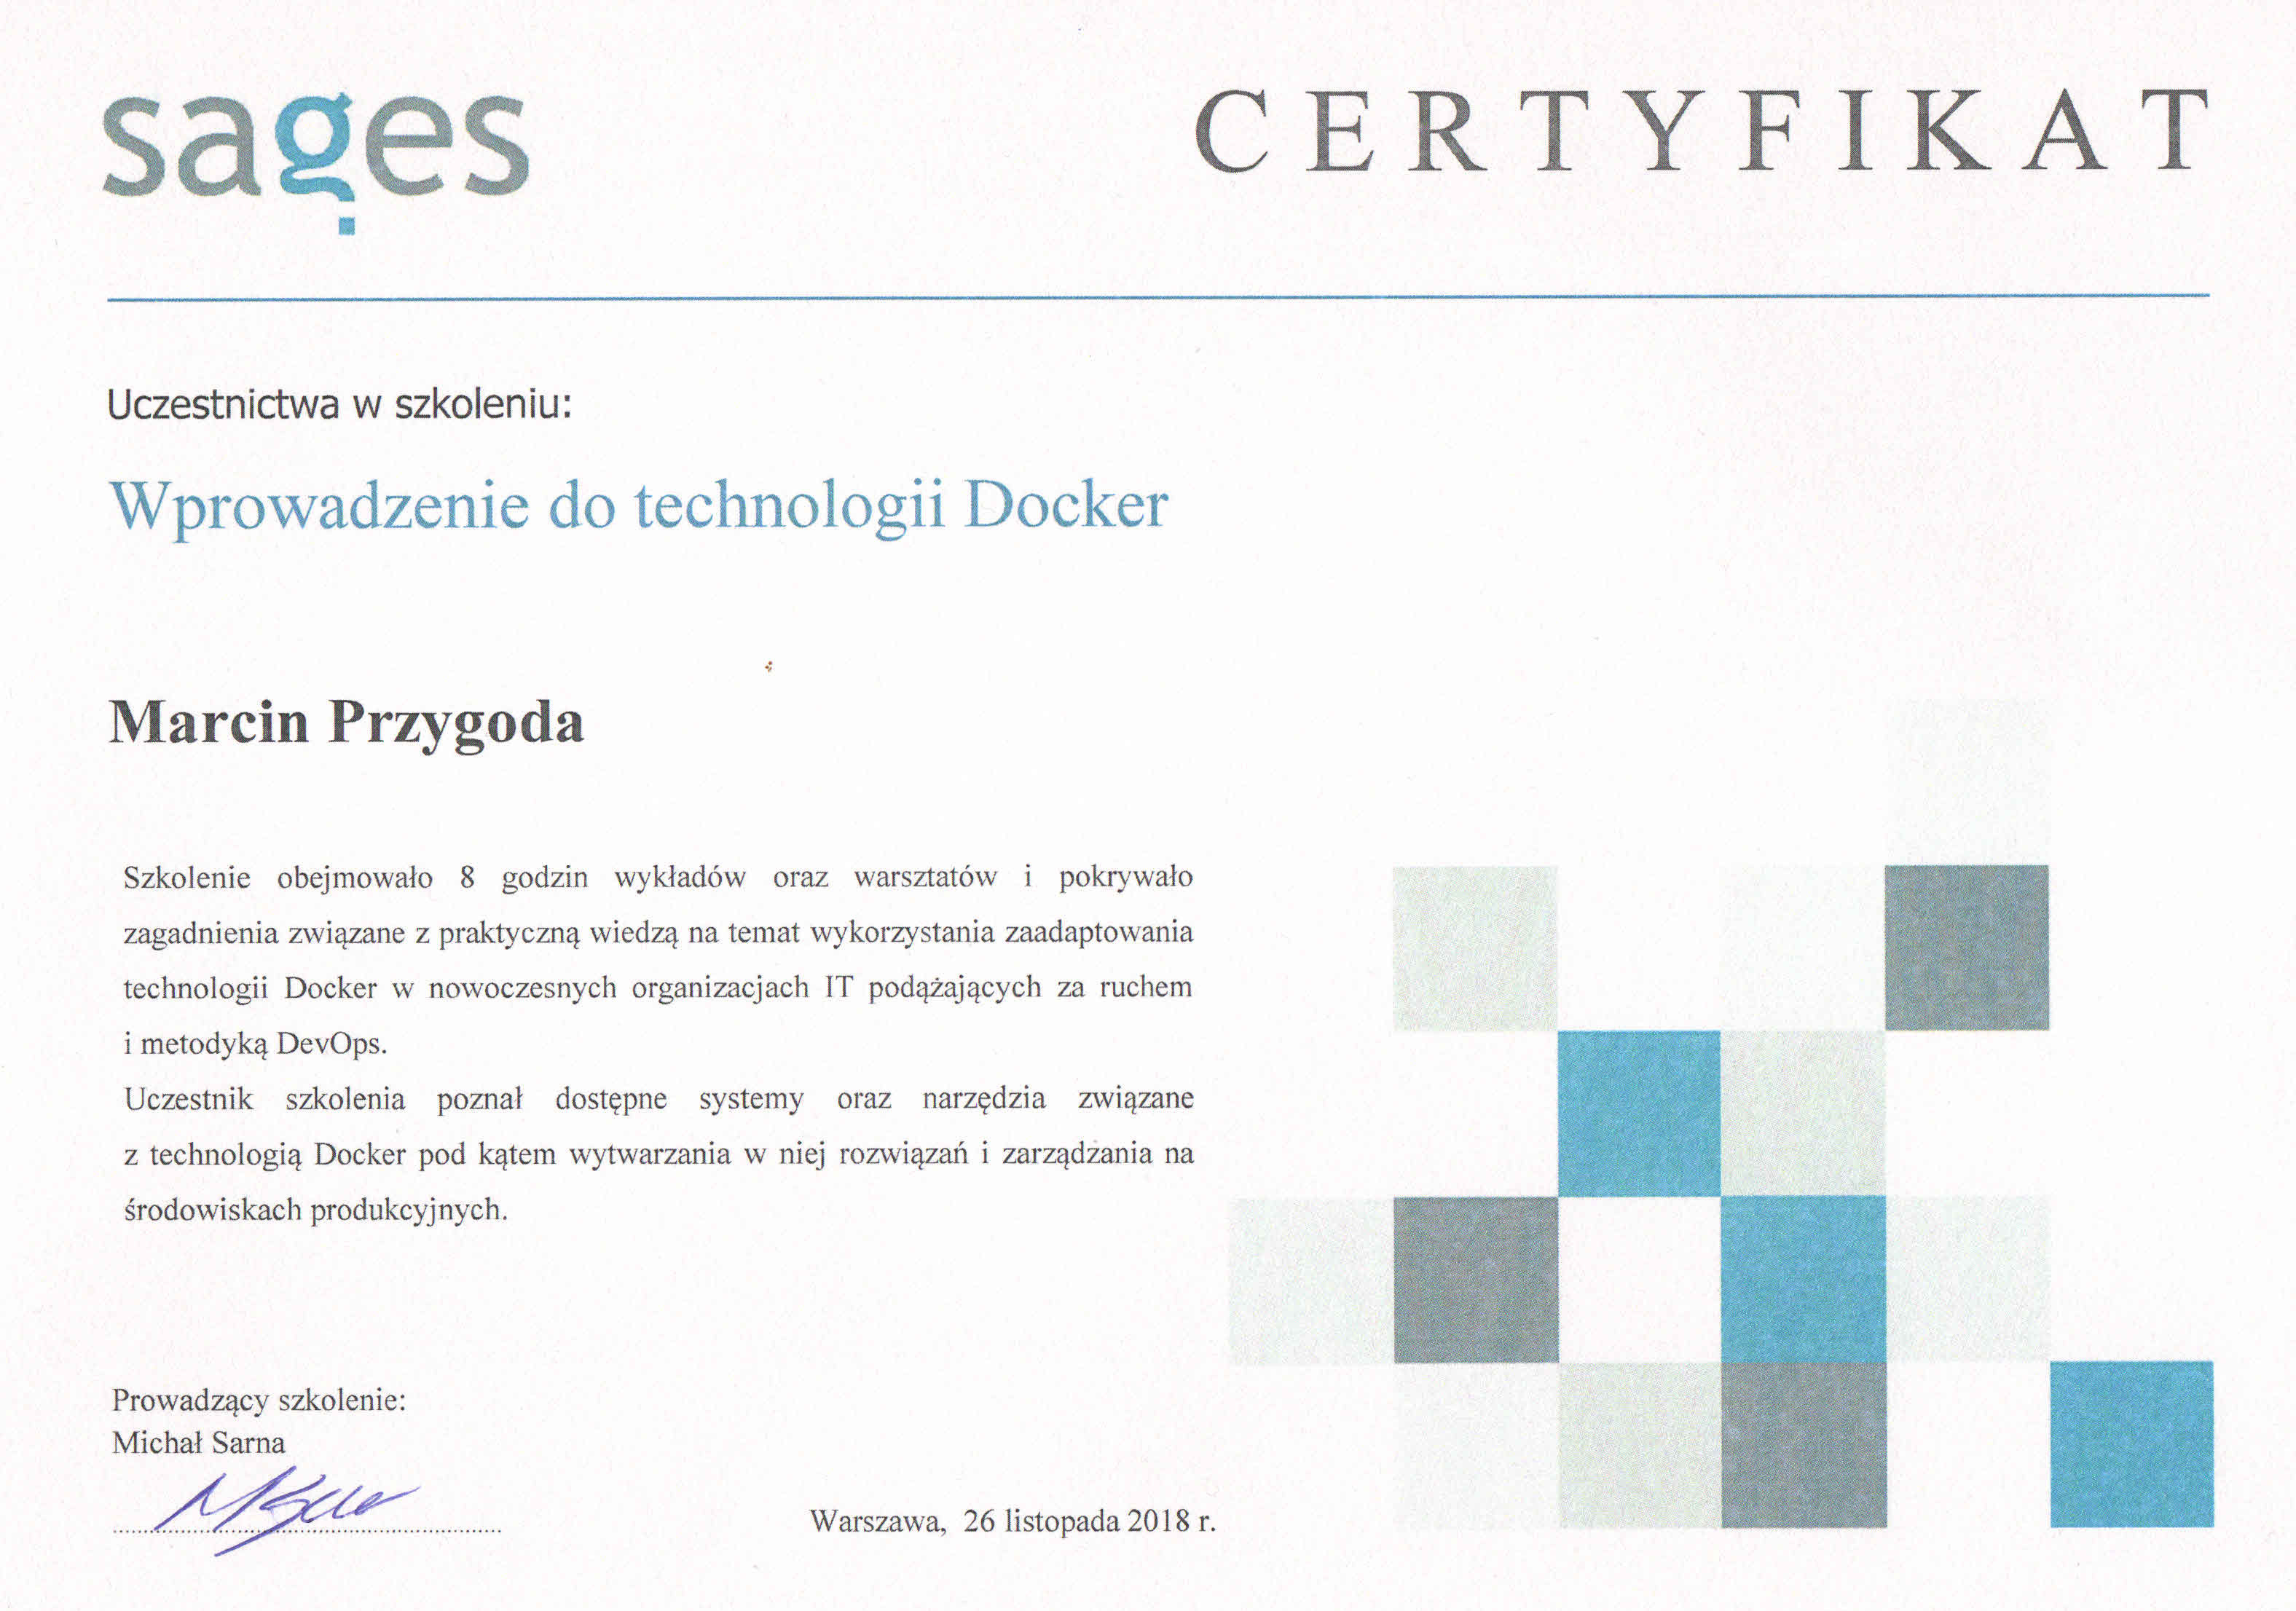 sages
CERTYFIKAT
Uczestnictwa w szkoleniu:
Wprowadzenie do technologii Docker
Marcin Przygoda
Szkolenie obejmowało 8 godzin wykładów oraz warsztatów i pokrywało
zagadnienia związane z praktyczną wiedzą na temat wykorzystania zaadaptowania
technologii Docker w nowoczesnych organizacjach IT podążających za ruchem
i metodyką DevOps.
Uczestnik szkolenia poznał dostępne systemy oraz narzędzia związane
z technologią Docker pod kątem wytwarzania w niej rozwiązań i zarządzania na
środowiskach produkcyjnych.
Prowadzący szkolenie:
Michał Sarna
Warszawa, 26 listopada 2018 r.